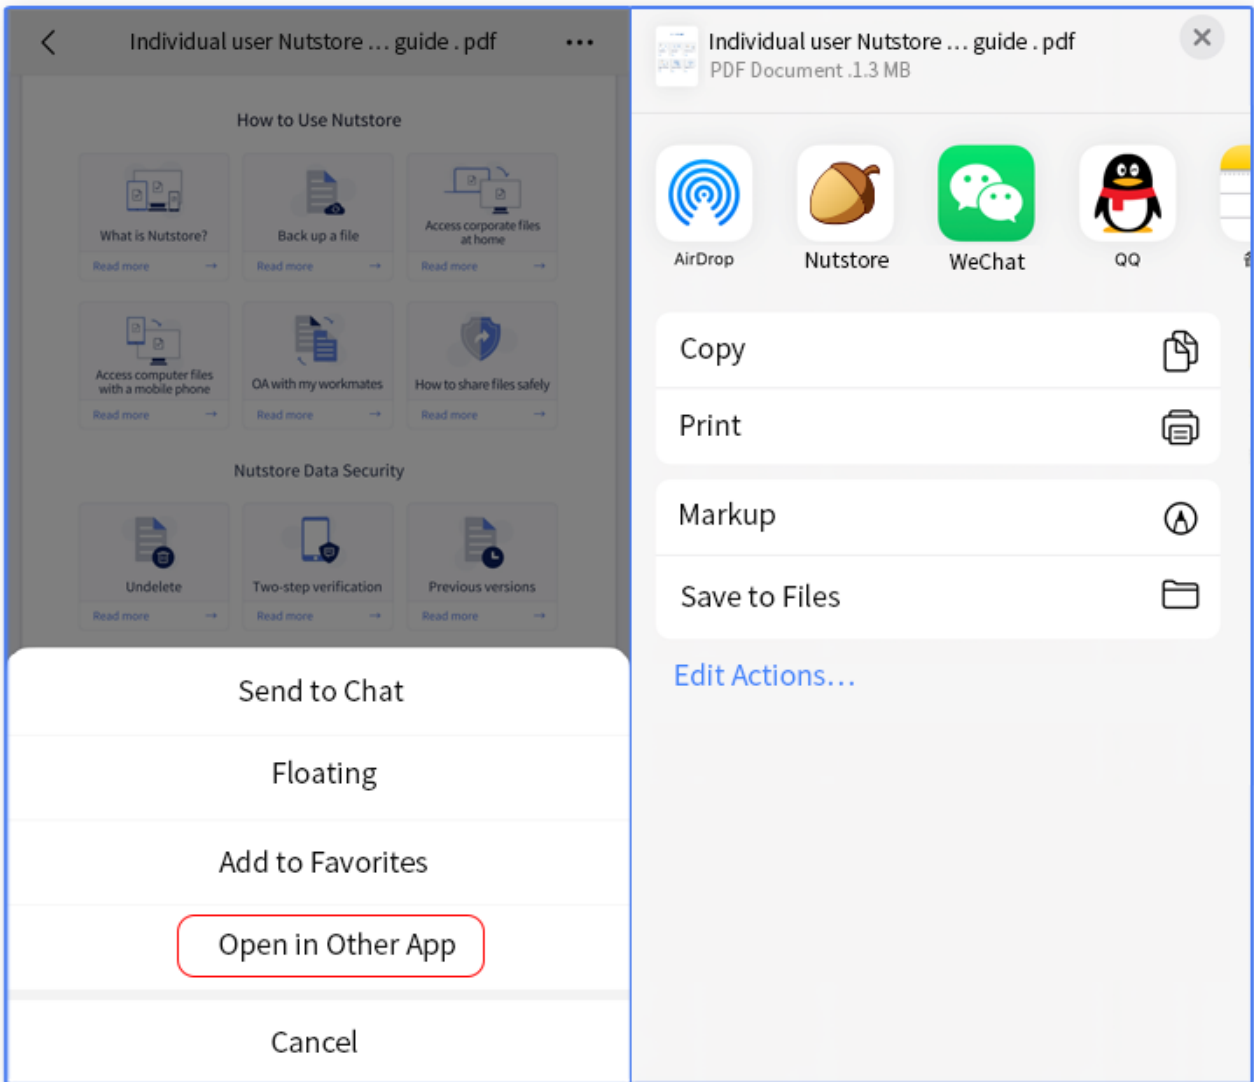 Individual user Nutstore ... guide . pdf
How to Use Nutstore
What is Nutstore?
Read more
Back up a file
Read more
Access corporate files
at home
Read more
Access computer files
with a mobile phone
Read more
OA with my workmates
Read more
How to share files safely
Read more
Nutstore Data Security
Undelete
Read more
Two-step verification
Read more
Previous versions
Read more
Send to Chat
Floating
Add to Favorites
Open in Other App
Cancel
Individual user Nutstore ... guide . pdf
PDF Document .1.3 MB
AirDrop
Nutstore
WeChat
QQ
Copy
Print
Markup
Save to Files
Edit Actions...